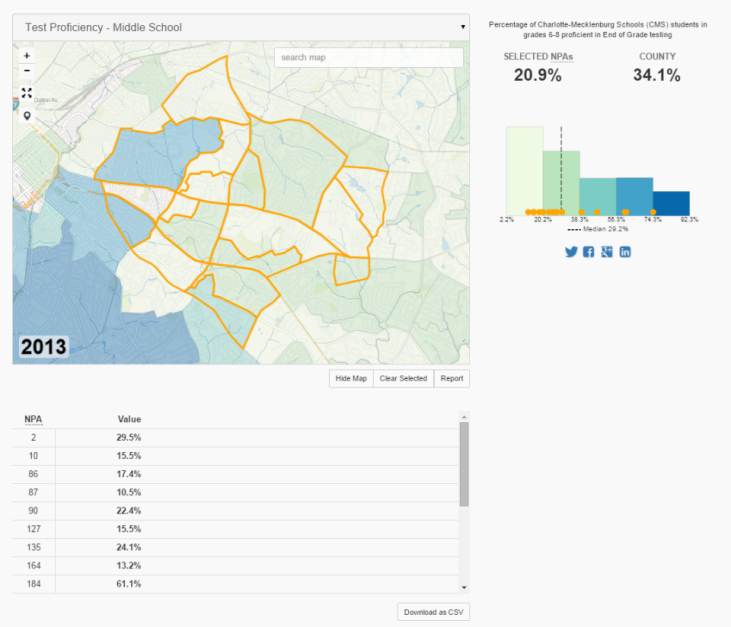 Test Proficiency - Middle School
search map
2013
Hide Map
Clear Selected
Report
Percentage of Charlotte-Mecklenburg Schools (CMS) students in
grades 6-8 proficient in End of Grade testing
SELECTED NPAs COUNTY
20.9% 34.1%
2.2% 20.2% 38.3% 56.3% 74.3% 92.3%
Median 29.2%
NPA Value
2 29.5%
10 15.5%
86 17.4%
87 10.5%
90 22.4%
127 15.5%
135 24.1%
164 13.2%
184 61.1%
Download as CSV